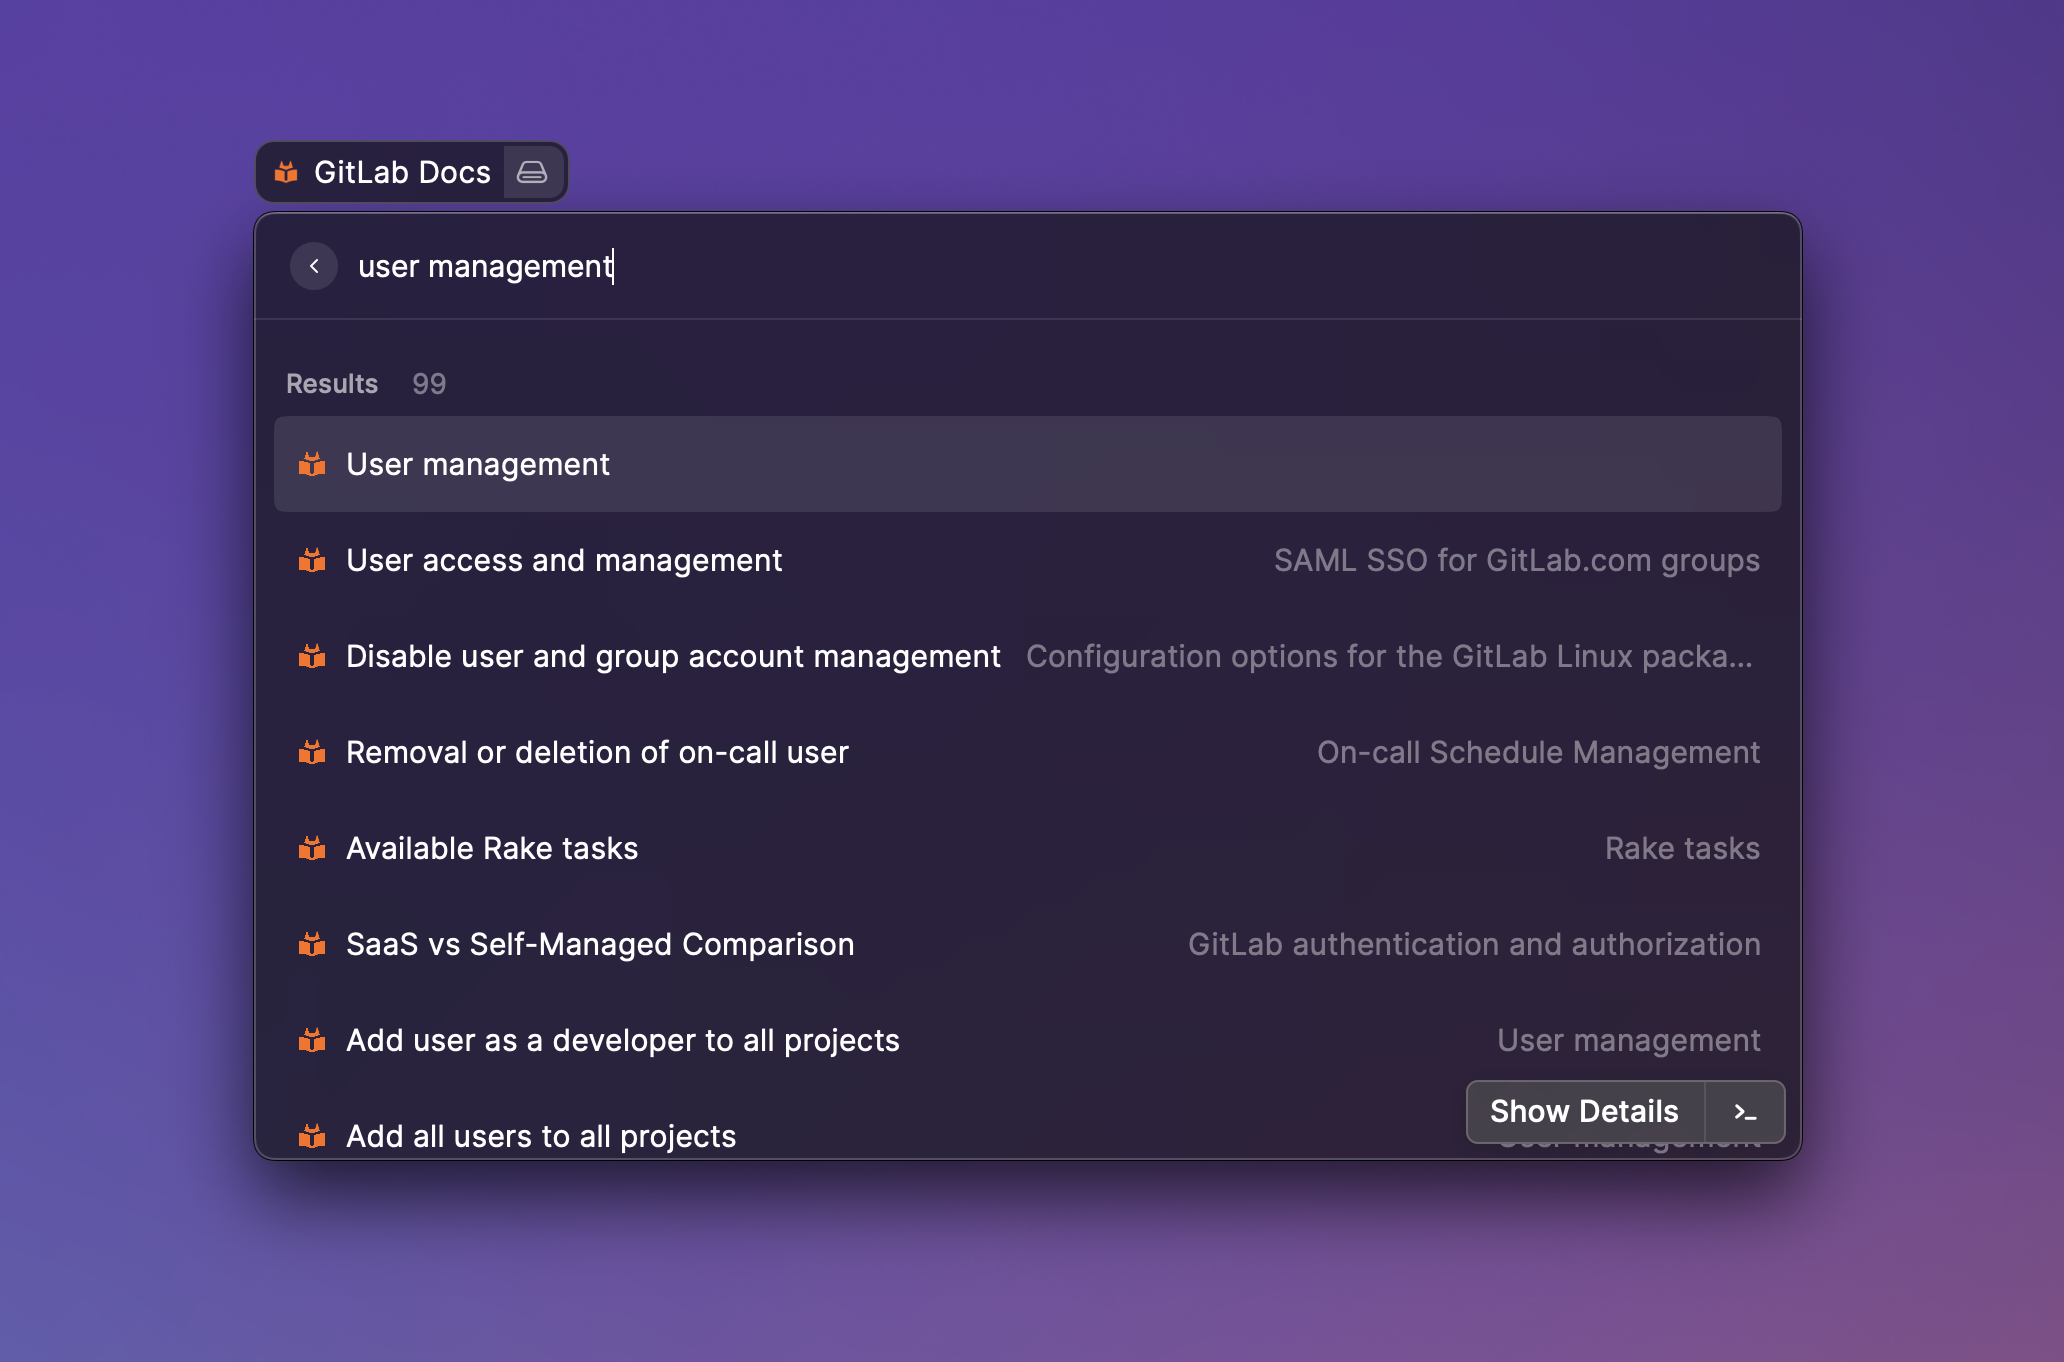 GitLab Docs
user management
Results 99
User management
User access and management SAML SSO for GitLab.com groups
Disable user and group account management Configuration options for the GitLab Linux packa...
Removal or deletion of on-call user On-call Schedule Management
Available Rake tasks Rake tasks
SaaS vs Self-Managed Comparison GitLab authentication and authorization
Add user as a developer to all projects User management
Show Details >_
Add all users to all projects User management